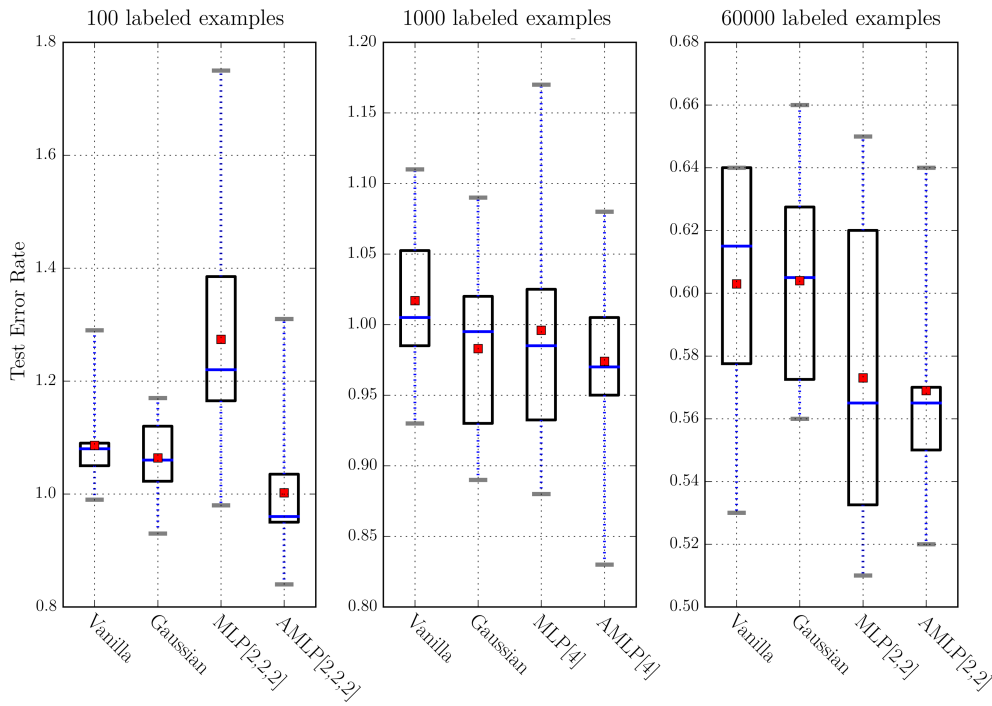 100 labeled examples
1000 labeled examples
60000 labeled examples
Test Error Rate
1.8
1.6
1.4
1.2
1.0
0.8
Vanilla
Gaussian
MLP[2,2,2]
AMLP[2,2,2]
1.20
1.15
1.10
1.05
1.00
0.95
0.90
0.85
0.80
Vanilla
Gaussian
MLP[4]
AMLP[4]
0.68
0.66
0.64
0.62
0.60
0.58
0.56
0.54
0.52
0.50
Vanilla
Gaussian
MLP[2,2]
AMLP[2,2]